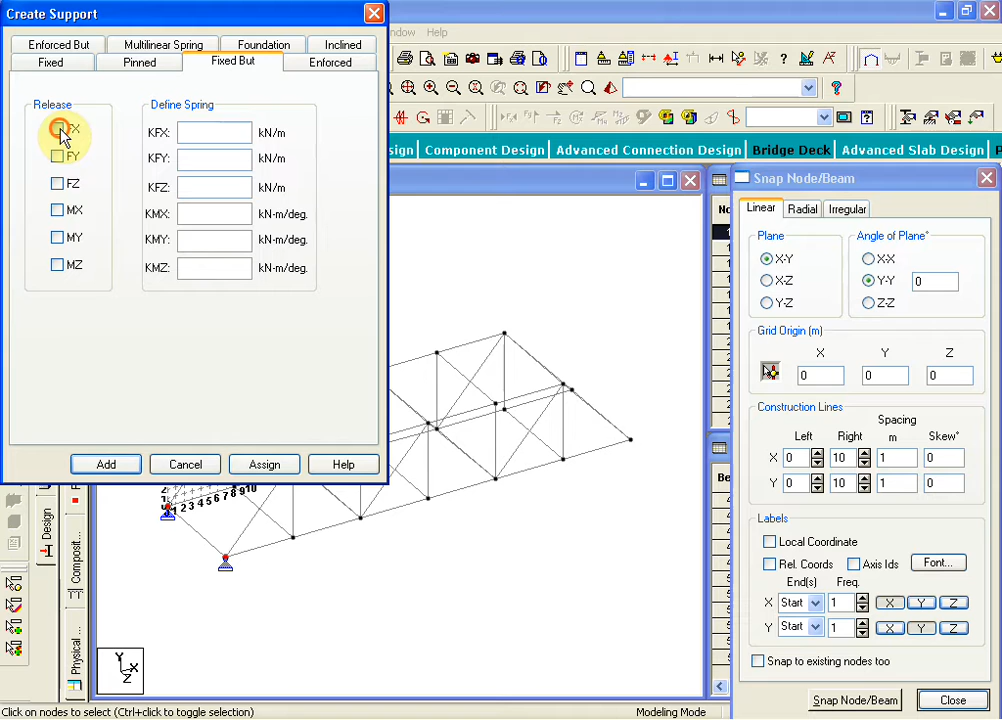 Create Support
Help
Enforced But
Multilinear Spring
Foundation
Inclined
Fixed
Pinned
Fixed But
Enforced
Release
FX
FY
FZ
MX
MY
MZ
Define Spring
KFX: kN/m
KFY: kN/m
KFZ: kN/m
KMX: kN-m/deg.
KMY: kN-m/deg.
KMZ: kN-m/deg.
Add
Cancel
Assign
Help
Design
Component Design
Advanced Connection Design
Bridge Deck
Advanced Slab Design
Snap Node/Beam
Linear
Radial
Irregular
Plane
X-Y
X-Z
Y-Z
Angle of Plane°
X-X
Y-Y
0
Z-Z
Grid Origin (m)
X Y Z
0 0 0
Construction Lines
Left Right Spacing m Skew°
X 0 10 1 0
Y 0 10 1 0
Labels
Local Coordinate
Rel. Coords
Axis Ids
Font...
End(s) Freq.
X Start 1 X Y Z
Y Start 1 X Y Z
Snap to existing nodes too
Snap Node/Beam
Close
1 2 3 4 5 6 7 8 9 10
Design
Composit...
Physical ...
Y
X
Z
Click on nodes to select (Ctrl+click to toggle selection)
Modeling Mode